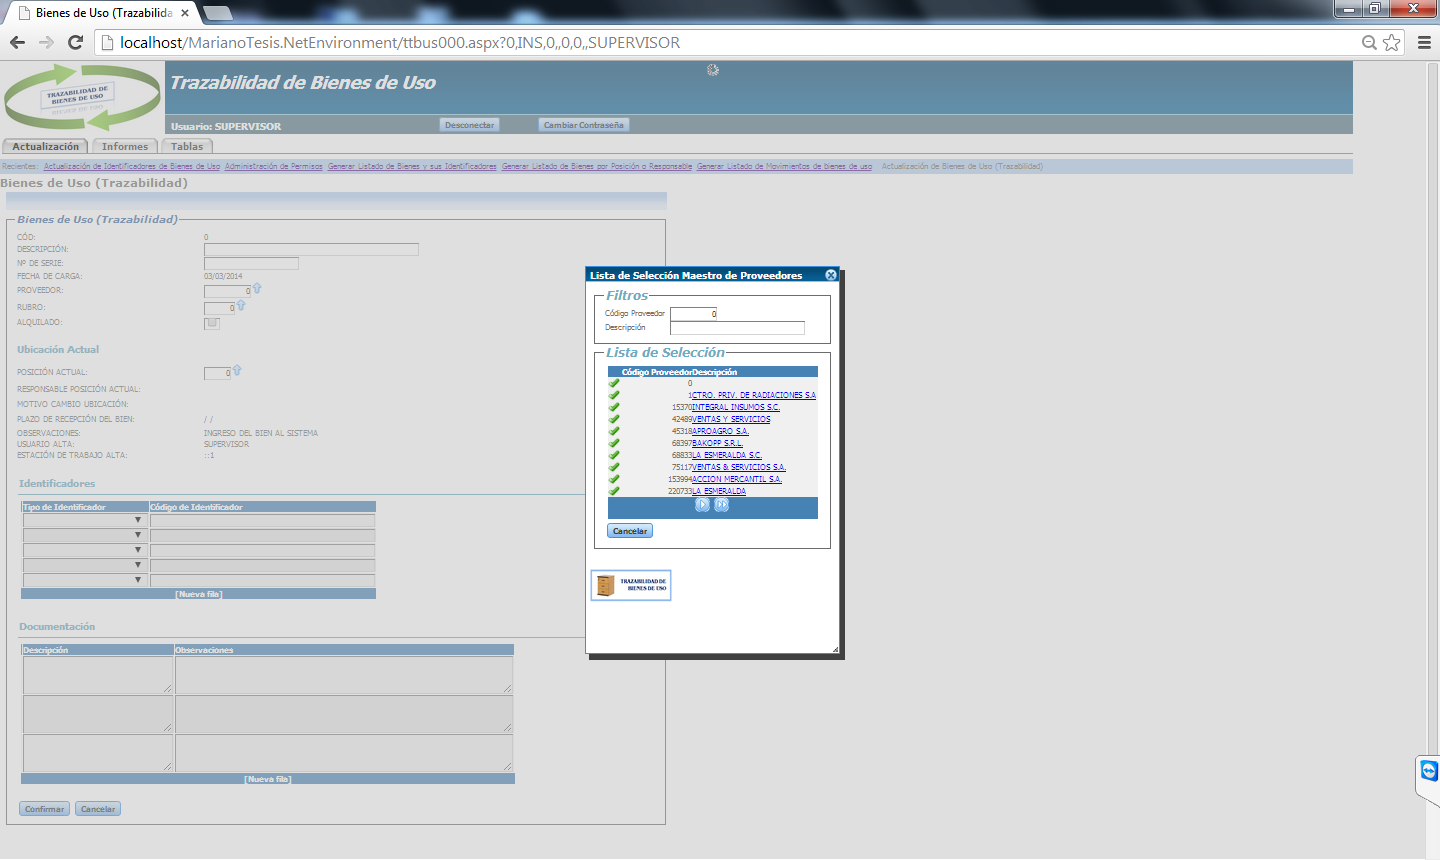 Bienes de Uso (Trazabilida
localhost/MarianoTesis.NetEnvironment/ttbus000.aspx?0,INS,0,,0,0,,SUPERVISOR
TRAZABILIDAD DE
BIENES DE USO
Trazabilidad de Bienes de Uso
Usuario: SUPERVISOR
Desconectar
Cambiar Contraseña
Actualización
Informes
Tablas
Recientes: Actualización de Identificadores de Bienes de Uso Administración de Permisos Generar Listado de Bienes y sus Identificadores Generar Listado de Bienes por Posición o Responsable Generar Listado de Movimientos de bienes de uso Actualización de Bienes de Uso (Trazabilidad)
Bienes de Uso (Trazabilidad)
Bienes de Uso (Trazabilidad)
CÓD: 0
DESCRIPCIÓN:
Nº DE SERIE:
FECHA DE CARGA: 03/03/2014
PROVEEDOR: 0
RUBRO: 0
ALQUILADO:
Ubicación Actual
POSICIÓN ACTUAL: 0
RESPONSABLE POSICIÓN ACTUAL:
MOTIVO CAMBIO UBICACIÓN:
PLAZO DE RECEPCIÓN DEL BIEN: / /
OBSERVACIONES: INGRESO DEL BIEN AL SISTEMA
USUARIO ALTA: SUPERVISOR
ESTACIÓN DE TRABAJO ALTA: ::1
Identificadores
Tipo de Identificador Código de Identificador
[Nueva fila]
Documentación
Descripción Observaciones
[Nueva fila]
Confirmar Cancelar
Lista de Selección Maestro de Proveedores
Filtros
Código Proveedor 0
Descripción
Lista de Selección
Código Proveedor Descripción
0
1 CTRO. PRIV. DE RADIACIONES S.A
15370 INTEGRAL INSUMOS S.C.
42489 VENTAS Y SERVICIOS
45318 APROAGRO S.A.
68397 BAKOPP S.R.L.
68833 LA ESMERALDA S.C.
75117 VENTAS & SERVICIOS S.A.
153994 ACCION MERCANTIL S.A.
220733 LA ESMERALDA
Cancelar
TRAZABILIDAD DE
BIENES DE USO